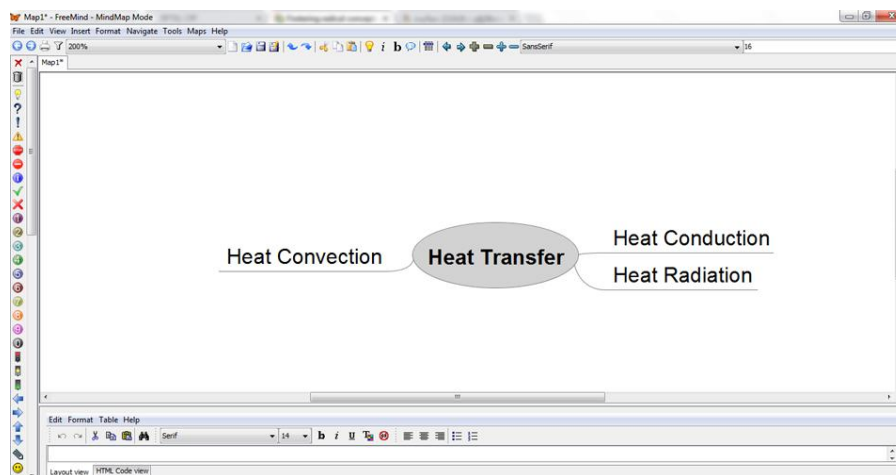 Map1* - FreeMind - MindMap Mode
File Edit View Insert Format Navigate Tools Maps Help
200%
SansSerif
16
Map1*
Heat Convection
Heat Transfer
Heat Conduction
Heat Radiation
Edit Format Table Help
Serif
14
Layout view
HTML Code view